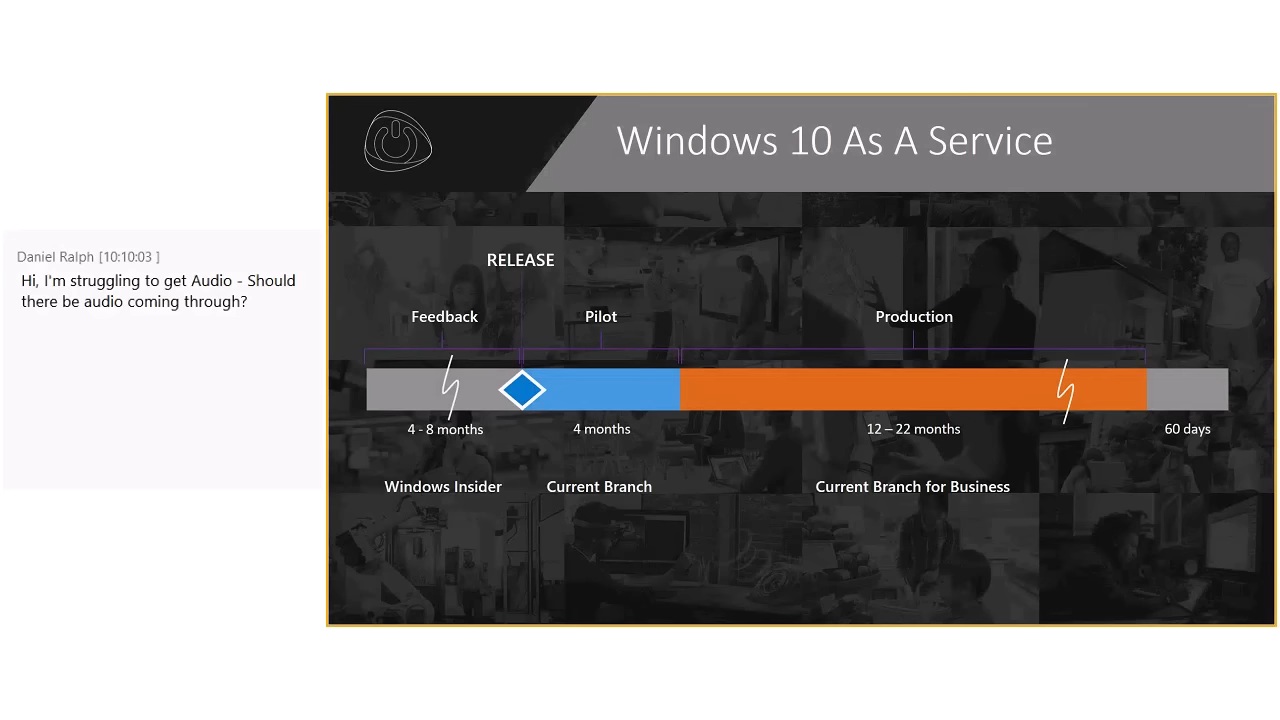 Daniel Ralph [10:10:03 ]
Hi, I'm struggling to get Audio - Should
there be audio coming through?
Windows 10 As A Service
RELEASE
Feedback
Pilot
Production
4 - 8 months
4 months
12 – 22 months
60 days
Windows Insider
Current Branch
Current Branch for Business